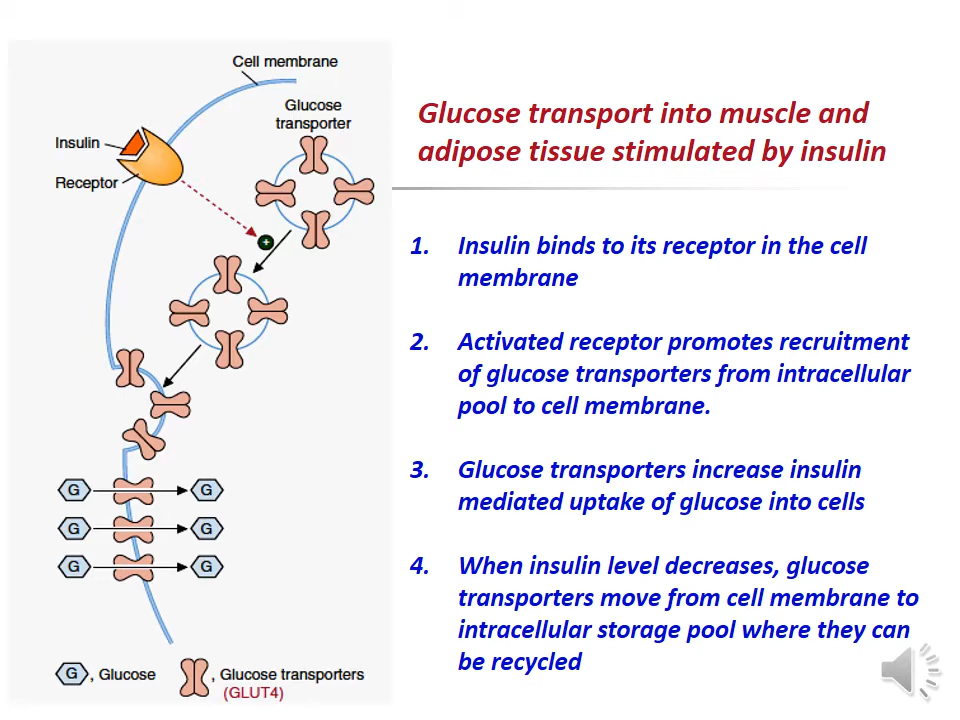 Cell membrane
Glucose
transporter
Insulin
Receptor
+
G
G
G
G
G
G
G , Glucose
, Glucose transporters
(GLUT4)
Glucose transport into muscle and
adipose tissue stimulated by insulin
1. Insulin binds to its receptor in the cell
membrane
2. Activated receptor promotes recruitment
of glucose transporters from intracellular
pool to cell membrane.
3. Glucose transporters increase insulin
mediated uptake of glucose into cells
4. When insulin level decreases, glucose
transporters move from cell membrane to
intracellular storage pool where they can
be recycled